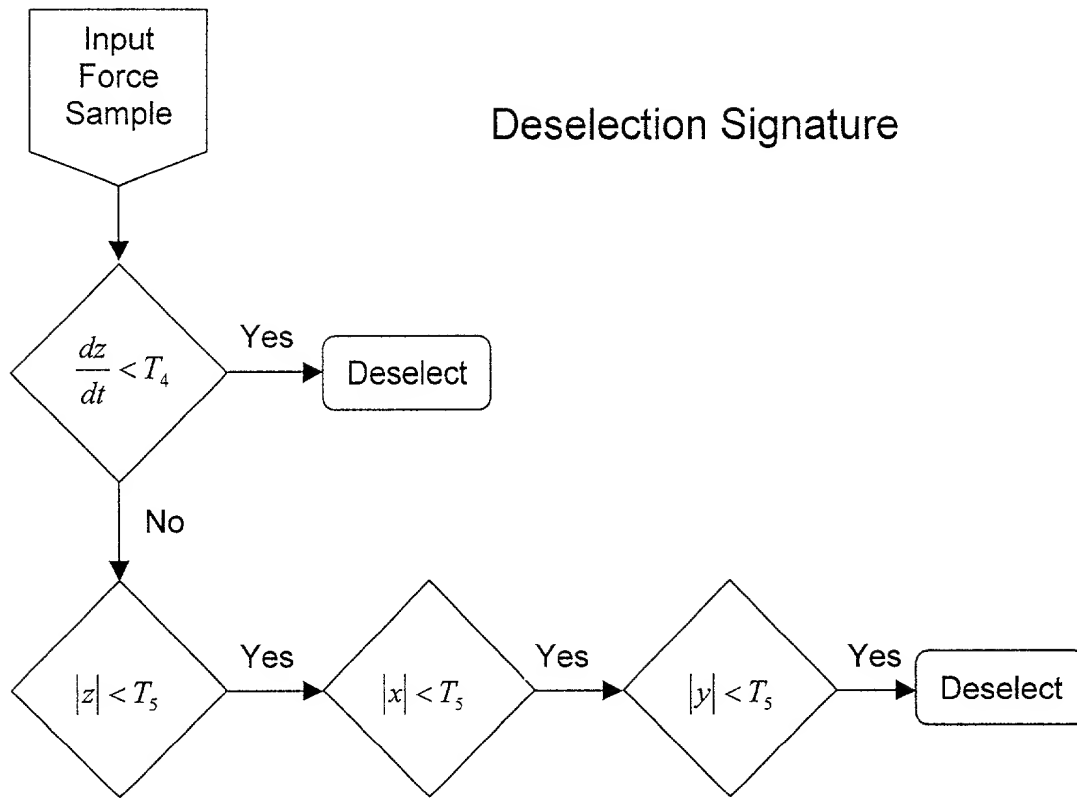 Input
Force
Sample
Deselection Signature
dz/dt < T₄
Yes
Deselect
No
|z| < T₅
Yes
|x| < T₅
Yes
|y| < T₅
Yes
Deselect